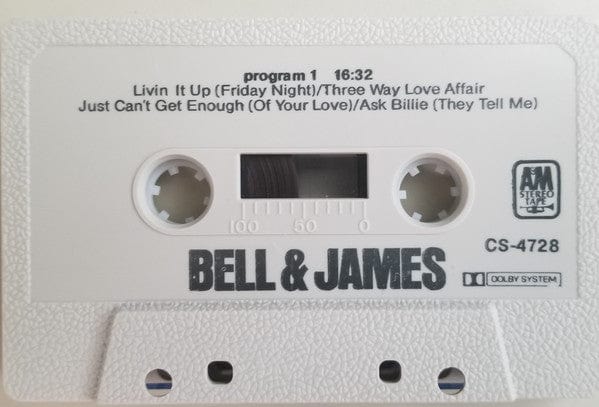 program 1 16:32
Livin It Up (Friday Night)/Three Way Love Affair
Just Can't Get Enough (Of Your Love)/Ask Billie (They Tell Me)
100 50 0
A&M
STEREO
TAPE
BELL & JAMES
CS-4728
DOLBY SYSTEM